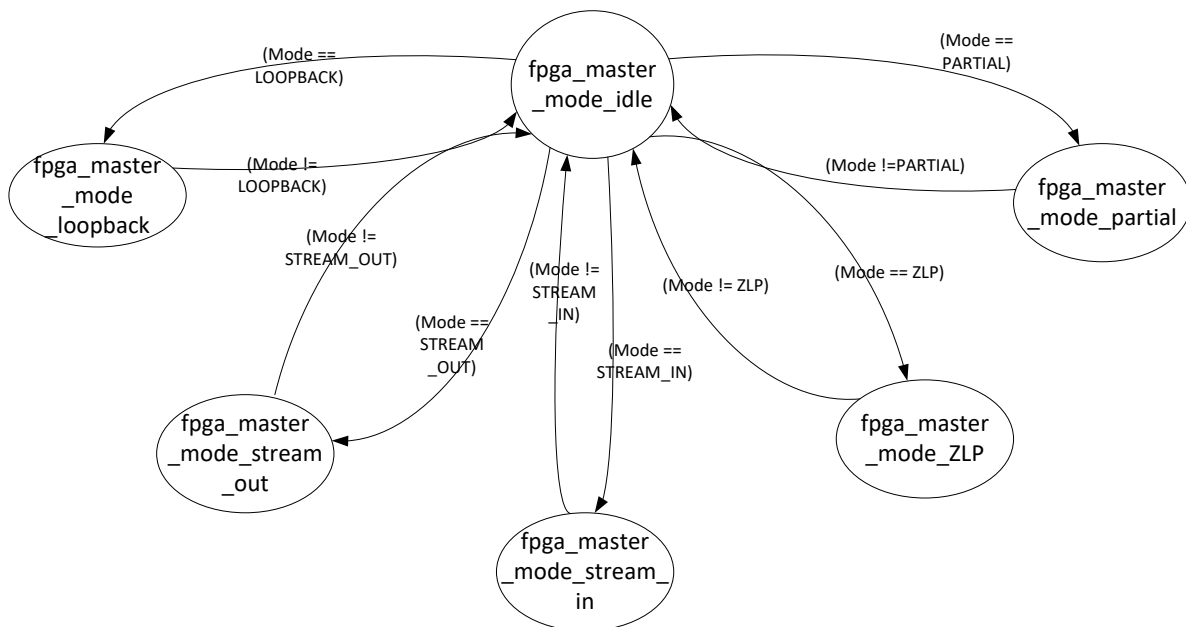 fpga_master
_mode_idle
(Mode ==
LOOPBACK)
(Mode ==
PARTIAL)
fpga_master
_mode
_loopback
(Mode !=
LOOPBACK)
(Mode !=PARTIAL)
fpga_master
_mode_partial
(Mode !=
STREAM_OUT)
(Mode !=
STREAM
_IN)
(Mode != ZLP)
(Mode == ZLP)
(Mode ==
STREAM
_OUT)
(Mode ==
STREAM_IN)
fpga_master
_mode_stream
_out
fpga_master
_mode_ZLP
fpga_master
_mode_stream_
in